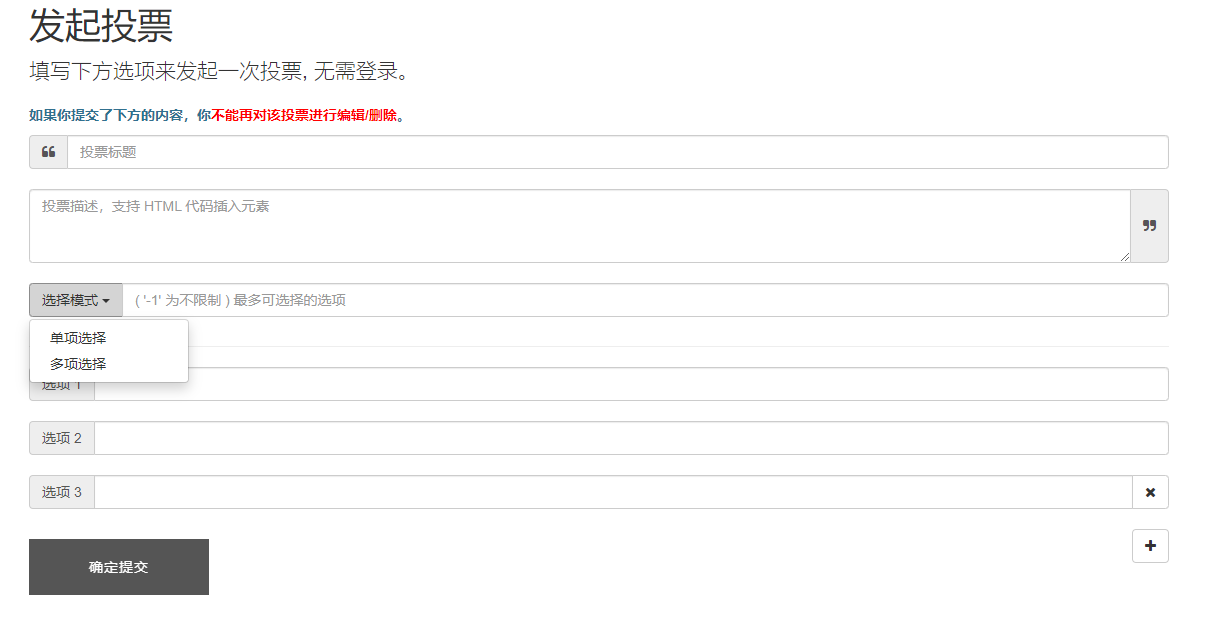 发起投票
填写下方选项来发起一次投票, 无需登录。
如果你提交了下方的内容，你不能再对该投票进行编辑/删除。
投票标题
投票描述，支持 HTML 代码插入元素
选择模式 ( '-1' 为不限制 ) 最多可选择的选项
单项选择
多项选择
选项 1
选项 2
选项 3
确定提交